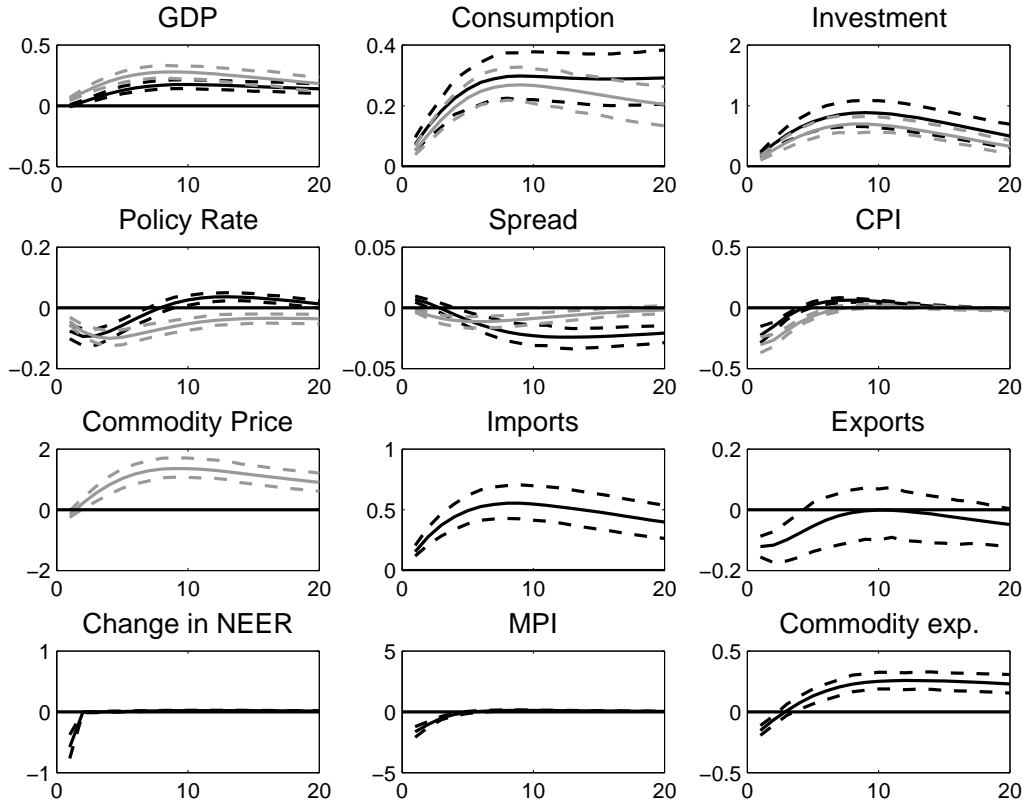 GDP Consumption Investment
0.5 0.4 2
0 0.2 1
−0.5 0 0
0 10 20 0 10 20 0 10 20
Policy Rate Spread CPI
0.2 0.05 0.5
0 0 0
−0.2 −0.05 −0.5
0 10 20 0 10 20 0 10 20
Commodity Price Imports Exports
2 1 0.2
0 0.5 0
−2 0 −0.2
0 10 20 0 10 20 0 10 20
Change in NEER MPI Commodity exp.
1 5 0.5
0 0 0
−1 −5 −0.5
0 10 20 0 10 20 0 10 20